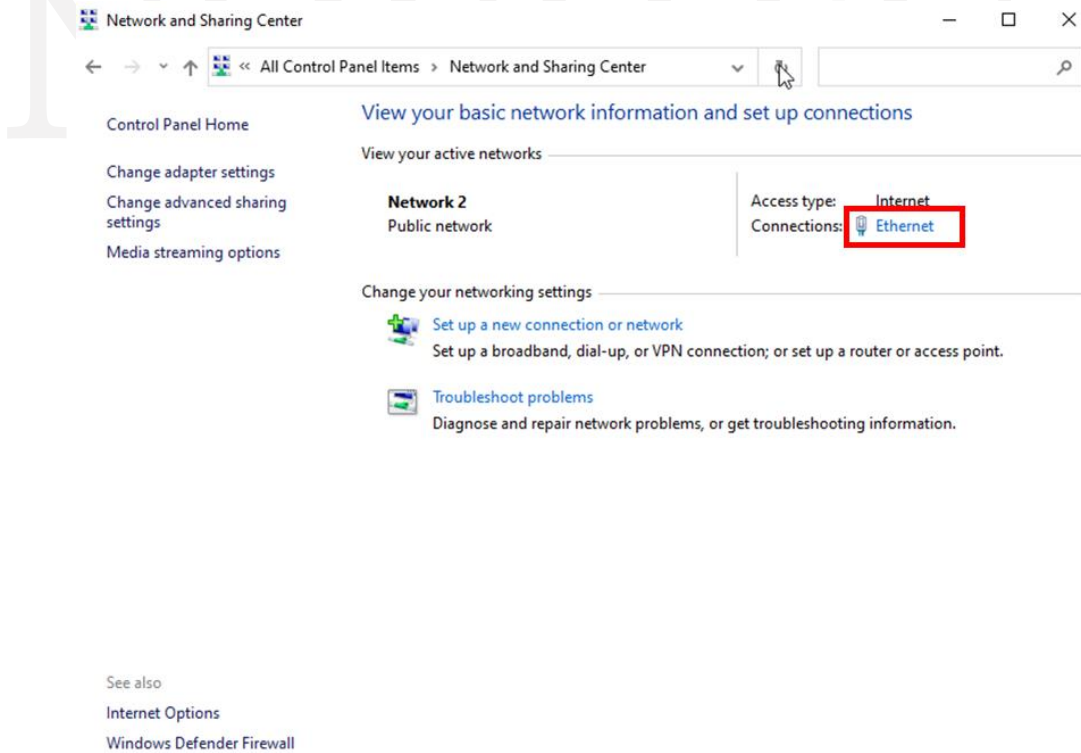 Network and Sharing Center
« All Control Panel Items > Network and Sharing Center
Control Panel Home
Change adapter settings
Change advanced sharing
settings
Media streaming options
View your basic network information and set up connections
View your active networks
Network 2
Public network
Access type: Internet
Connections: Ethernet
Change your networking settings
Set up a new connection or network
Set up a broadband, dial-up, or VPN connection; or set up a router or access point.
Troubleshoot problems
Diagnose and repair network problems, or get troubleshooting information.
See also
Internet Options
Windows Defender Firewall